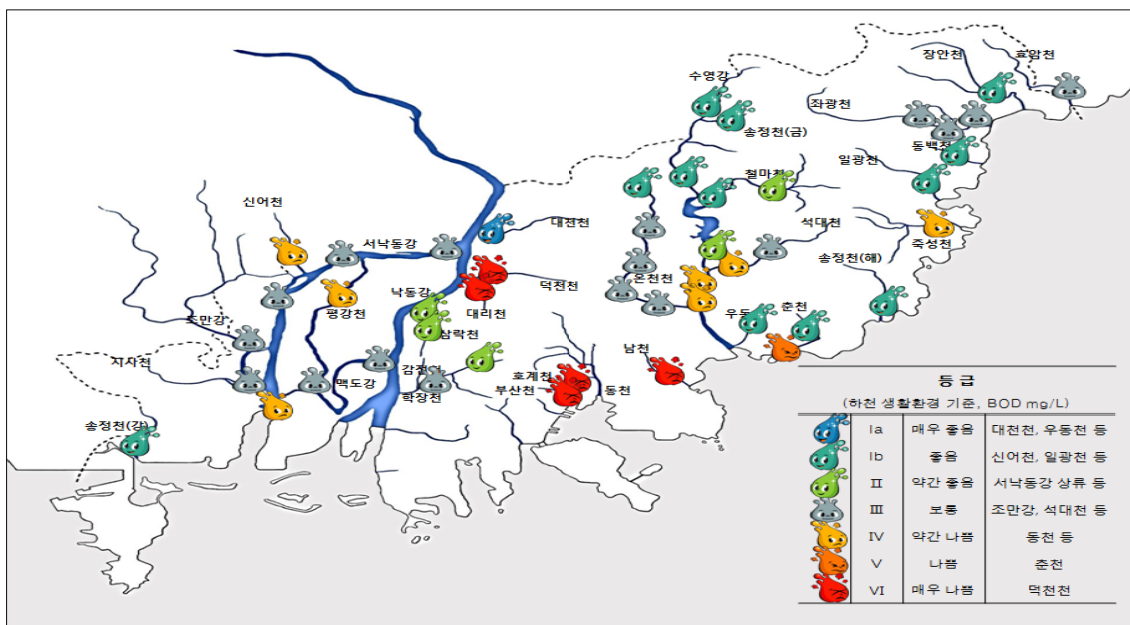 장안천
효암천
수영강
좌광천
송정천(금)
동백천
일광천
철마천
신어천
대천천
석대천
서낙동강
죽성천
송정천(해)
온천천
덕천천
낙동강
평강천
대리천
우동
춘천
조만강
삼락천
남천
지사천
맥도강
호계천
부산천
동천
학장천
송정천(강)
등 급
(하천 생활환경 기준, BOD mg/L)
Ia 매우 좋음 대천천, 우동천 등
Ib 좋음 신어천, 일광천 등
Ⅱ 약간 좋음 서낙동강 상류 등
Ⅲ 보통 조만강, 석대천 등
Ⅳ 약간 나쁨 동천 등
Ⅴ 나쁨 춘천
Ⅵ 매우 나쁨 덕천천